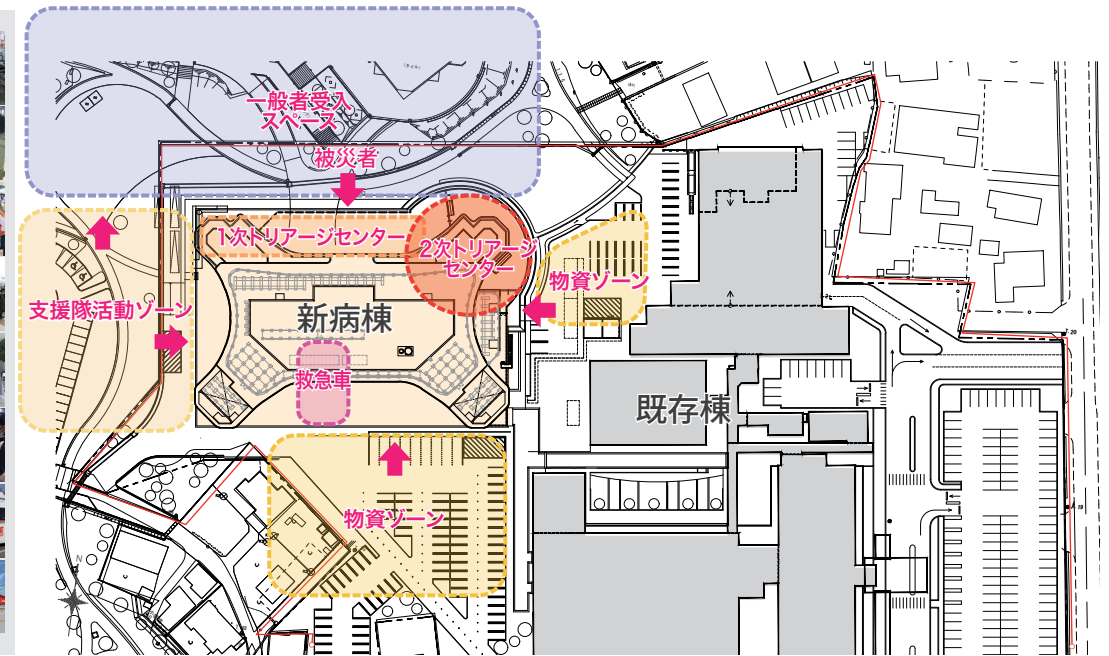 一般者受入
スペース
被災者
1次トリアージセンター
2次トリアージ
センター
物資ゾーン
支援隊活動ゾーン
新病棟
救急車
既存棟
物資ゾーン
N